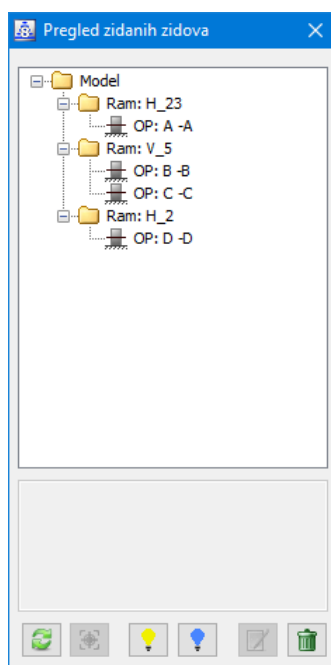 Pregled zidanih zidova
Model
Ram: H_23
OP: A -A
Ram: V_5
OP: B -B
OP: C -C
Ram: H_2
OP: D -D